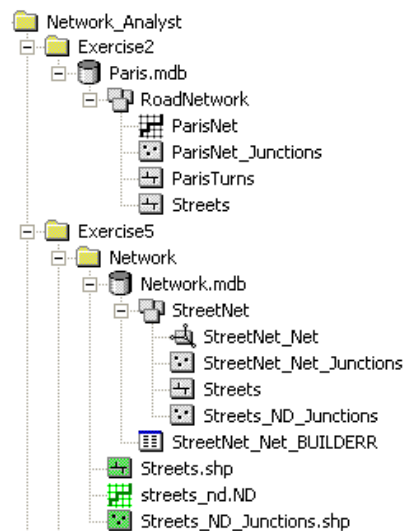 Network_Analyst
Exercise2
Paris.mdb
RoadNetwork
ParisNet
ParisNet_Junctions
ParisTurns
Streets
Exercise5
Network
Network.mdb
StreetNet
StreetNet_Net
StreetNet_Net_Junctions
Streets
Streets_ND_Junctions
StreetNet_Net_BUILDERR
Streets.shp
streets_nd.ND
Streets_ND_Junctions.shp